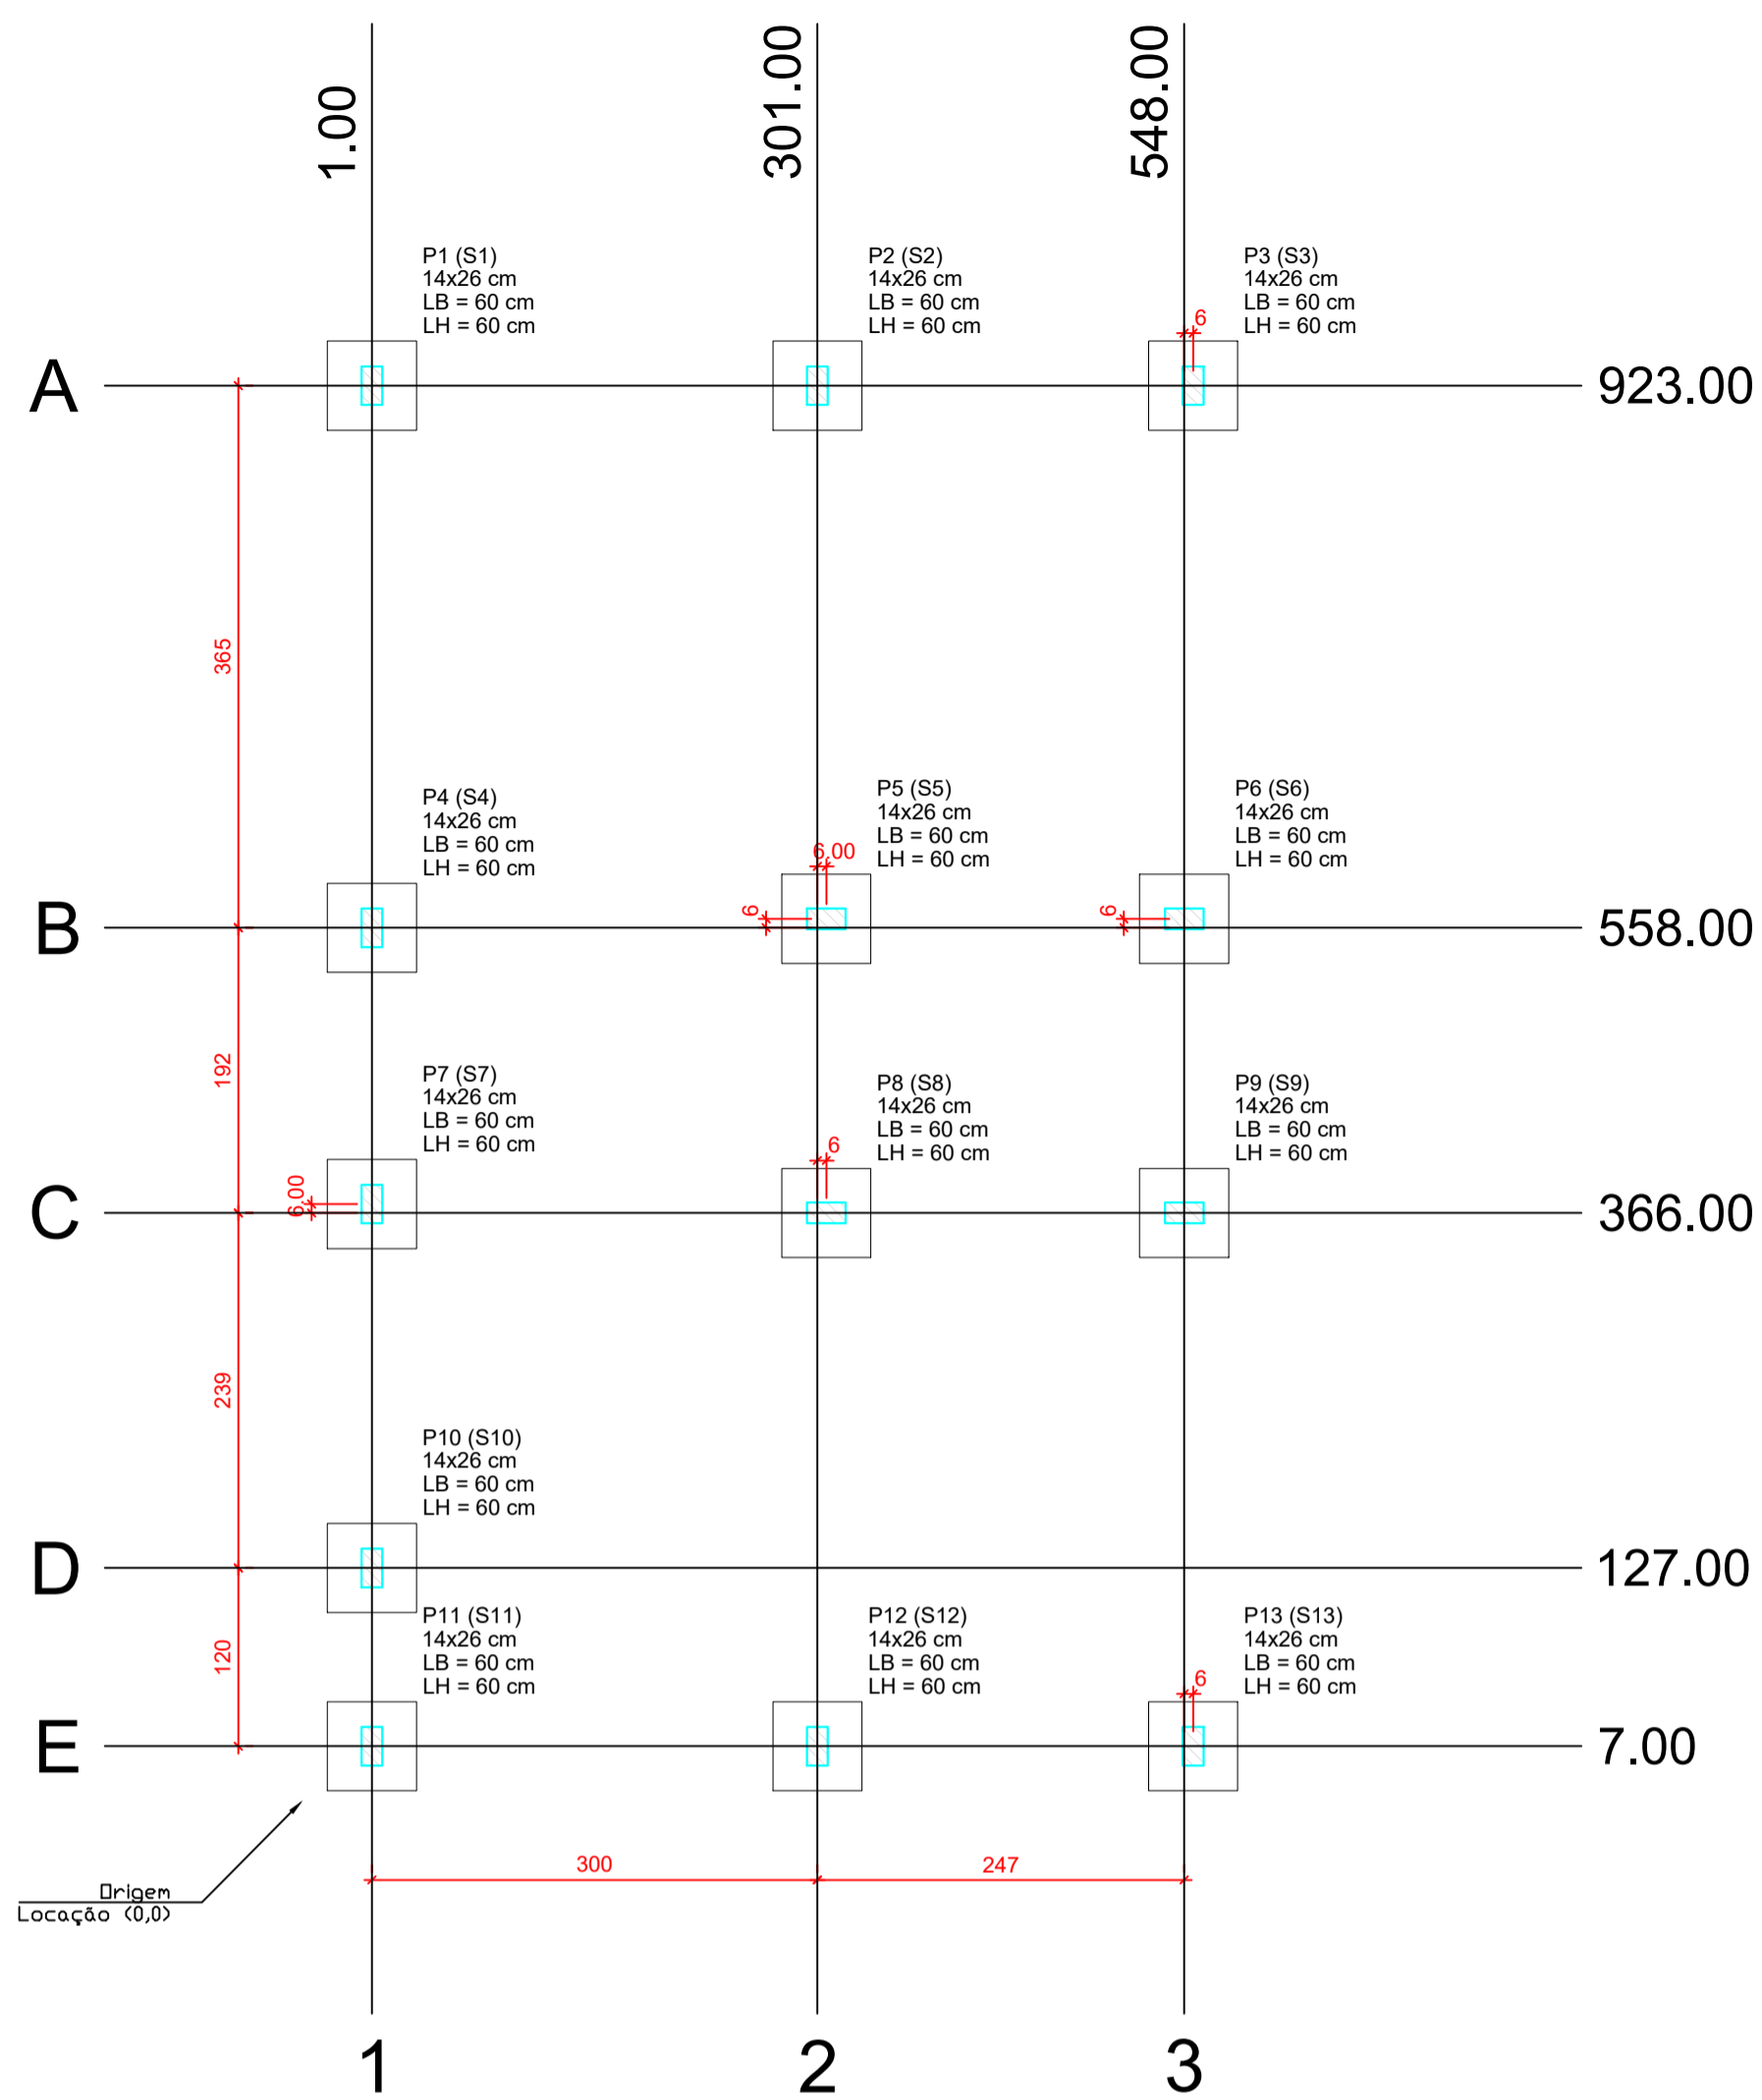 1.00
301.00
548.00
P1 (S1)
14x26 cm
LB = 60 cm
LH = 60 cm
P2 (S2)
14x26 cm
LB = 60 cm
LH = 60 cm
P3 (S3)
14x26 cm
LB = 60 cm
LH = 60 cm
6
A
923.00
365
P4 (S4)
14x26 cm
LB = 60 cm
LH = 60 cm
P5 (S5)
14x26 cm
LB = 60 cm
LH = 60 cm
6,00
6
P6 (S6)
14x26 cm
LB = 60 cm
LH = 60 cm
6
B
558.00
192
P7 (S7)
14x26 cm
LB = 60 cm
LH = 60 cm
6,00
P8 (S8)
14x26 cm
LB = 60 cm
LH = 60 cm
6
P9 (S9)
14x26 cm
LB = 60 cm
LH = 60 cm
C
366.00
239
P10 (S10)
14x26 cm
LB = 60 cm
LH = 60 cm
D
127.00
120
P11 (S11)
14x26 cm
LB = 60 cm
LH = 60 cm
P12 (S12)
14x26 cm
LB = 60 cm
LH = 60 cm
P13 (S13)
14x26 cm
LB = 60 cm
LH = 60 cm
6
E
7.00
300
247
Origem
Locação (0,0)
1
2
3